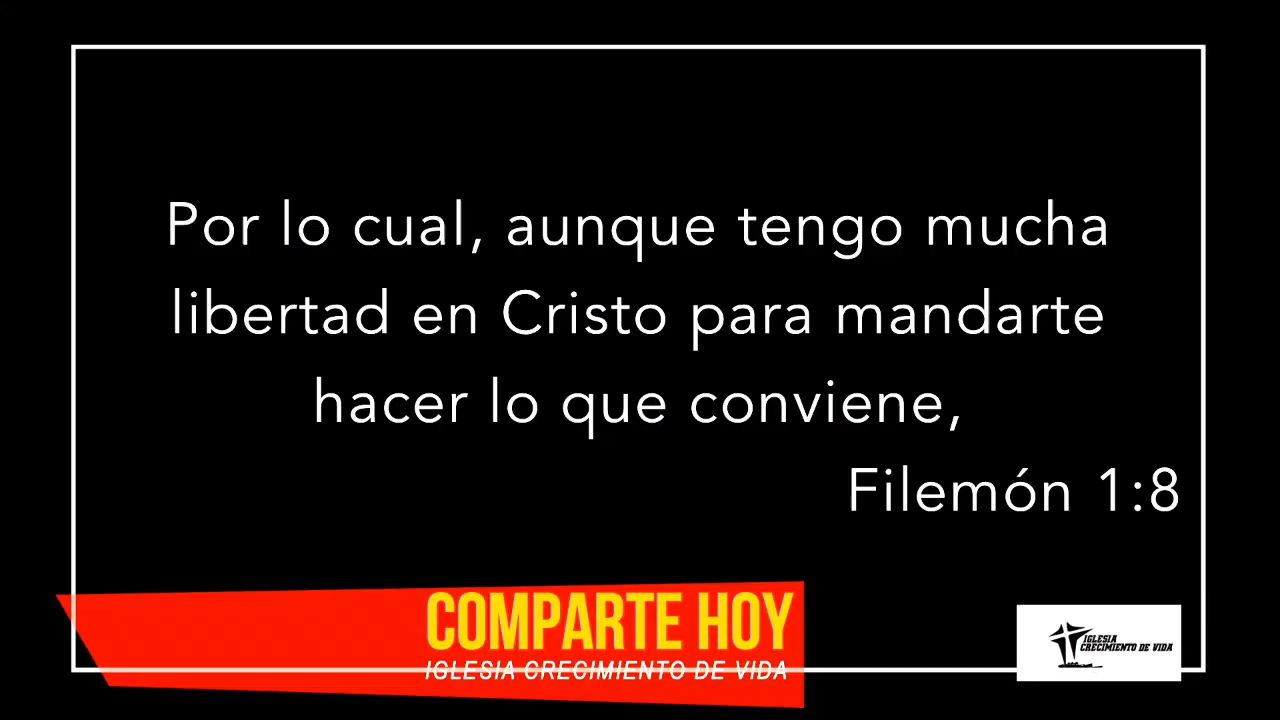 Por lo cual, aunque tengo mucha
libertad en Cristo para mandarte
hacer lo que conviene,
Filemón 1:8
COMPARTE HOY
IGLESIA CRECIMIENTO DE VIDA
IGLESIA
CRECIMIENTO DE VIDA